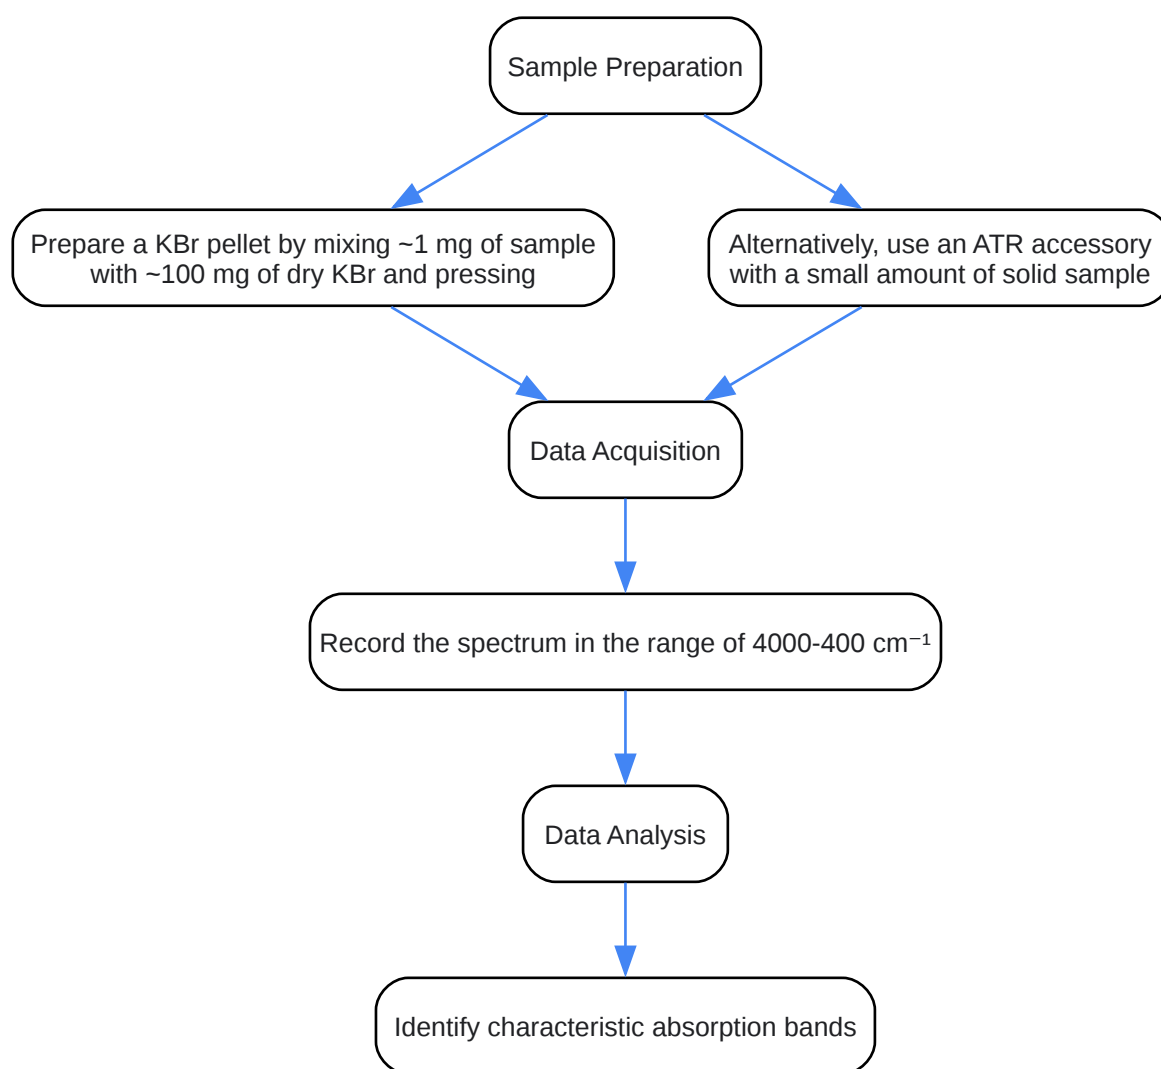 Sample Preparation
Prepare a KBr pellet by mixing ~1 mg of sample
with ~100 mg of dry KBr and pressing
Alternatively, use an ATR accessory
with a small amount of solid sample
Data Acquisition
Record the spectrum in the range of 4000-400 cm⁻¹
Data Analysis
Identify characteristic absorption bands